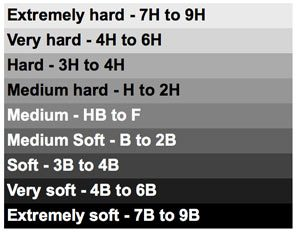 Extremely hard - 7H to 9H
Very hard - 4H to 6H
Hard - 3H to 4H
Medium hard - H to 2H
Medium - HB to F
Medium Soft - B to 2B
Soft - 3B to 4B
Very soft - 4B to 6B
Extremely soft - 7B to 9B